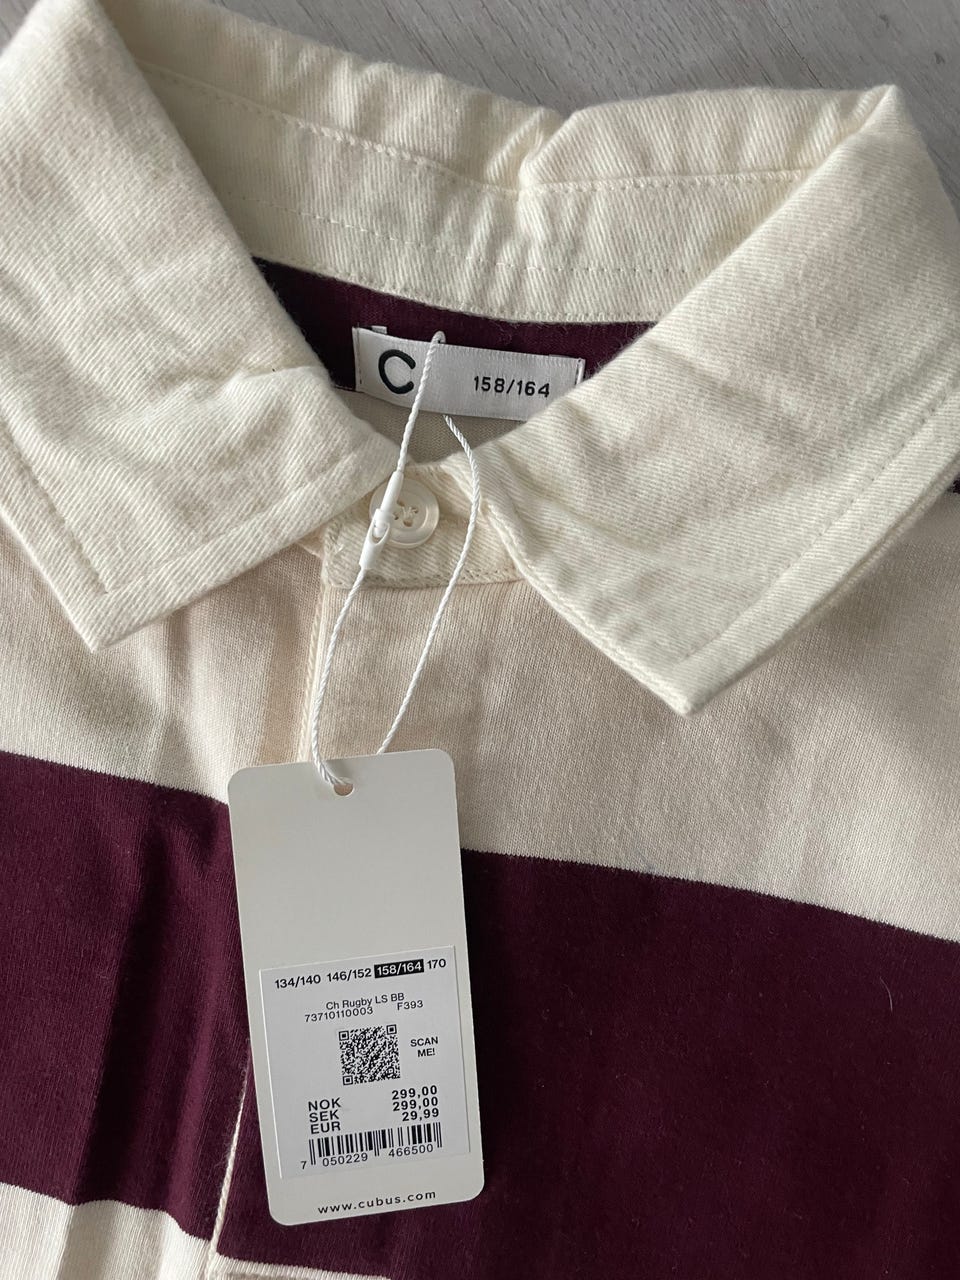 C 158/164
134/140 146/152 158/164 170
Ch Rugby LS BB
73710110003 F393
SCAN
ME!
NOK 299,00
SEK 299,00
EUR 29,99
7 050229 466500
www.cubus.com